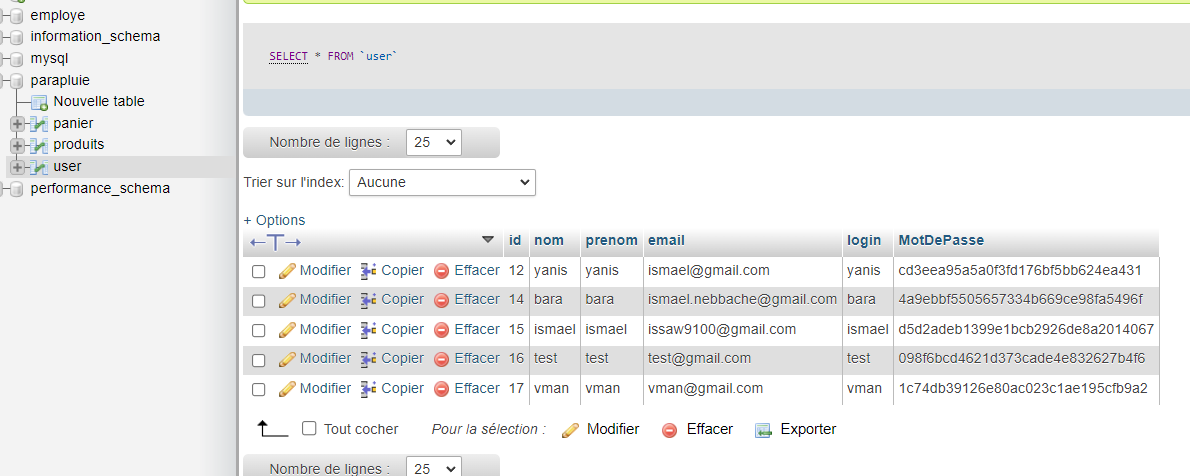 employe
information_schema
mysql
parapluie
Nouvelle table
panier
produits
user
performance_schema
SELECT * FROM `user`
Nombre de lignes : 25
Trier sur l'index: Aucune
+ Options
←T→ id nom prenom email login MotDePasse
Modifier Copier Effacer 12 yanis yanis ismael@gmail.com yanis cd3eea95a5a0f3fd176bf5bb624ea431
Modifier Copier Effacer 14 bara bara ismael.nebbache@gmail.com bara 4a9ebbf5505657334b669ce98fa5496f
Modifier Copier Effacer 15 ismael ismael issaw9100@gmail.com ismael d5d2adeb1399e1bcb2926de8a2014067
Modifier Copier Effacer 16 test test test@gmail.com test 098f6bcd4621d373cade4e832627b4f6
Modifier Copier Effacer 17 vman vman vman@gmail.com vman 1c74db39126e80ac023c1ae195cfb9a2
Tout cocher Pour la sélection : Modifier Effacer Exporter
Nombre de lignes : 25